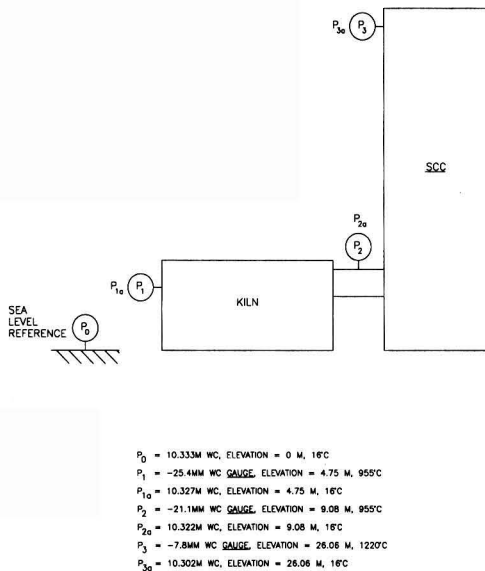 P3a P3
SCC
P2a
P2
P1a P1
KILN
SEA
LEVEL
REFERENCE P0
P0 = 10.333M WC, ELEVATION = 0 M, 16°C
P1 = -25.4MM WC GAUGE, ELEVATION = 4.75 M, 955°C
P1a = 10.327M WC, ELEVATION = 4.75 M, 16°C
P2 = -21.1MM WC GAUGE, ELEVATION = 9.08 M, 955°C
P2a = 10.322M WC, ELEVATION = 9.08 M, 16°C
P3 = -7.8MM WC GAUGE, ELEVATION = 26.06 M, 1220°C
P3a = 10.302M WC, ELEVATION = 26.06 M, 16°C